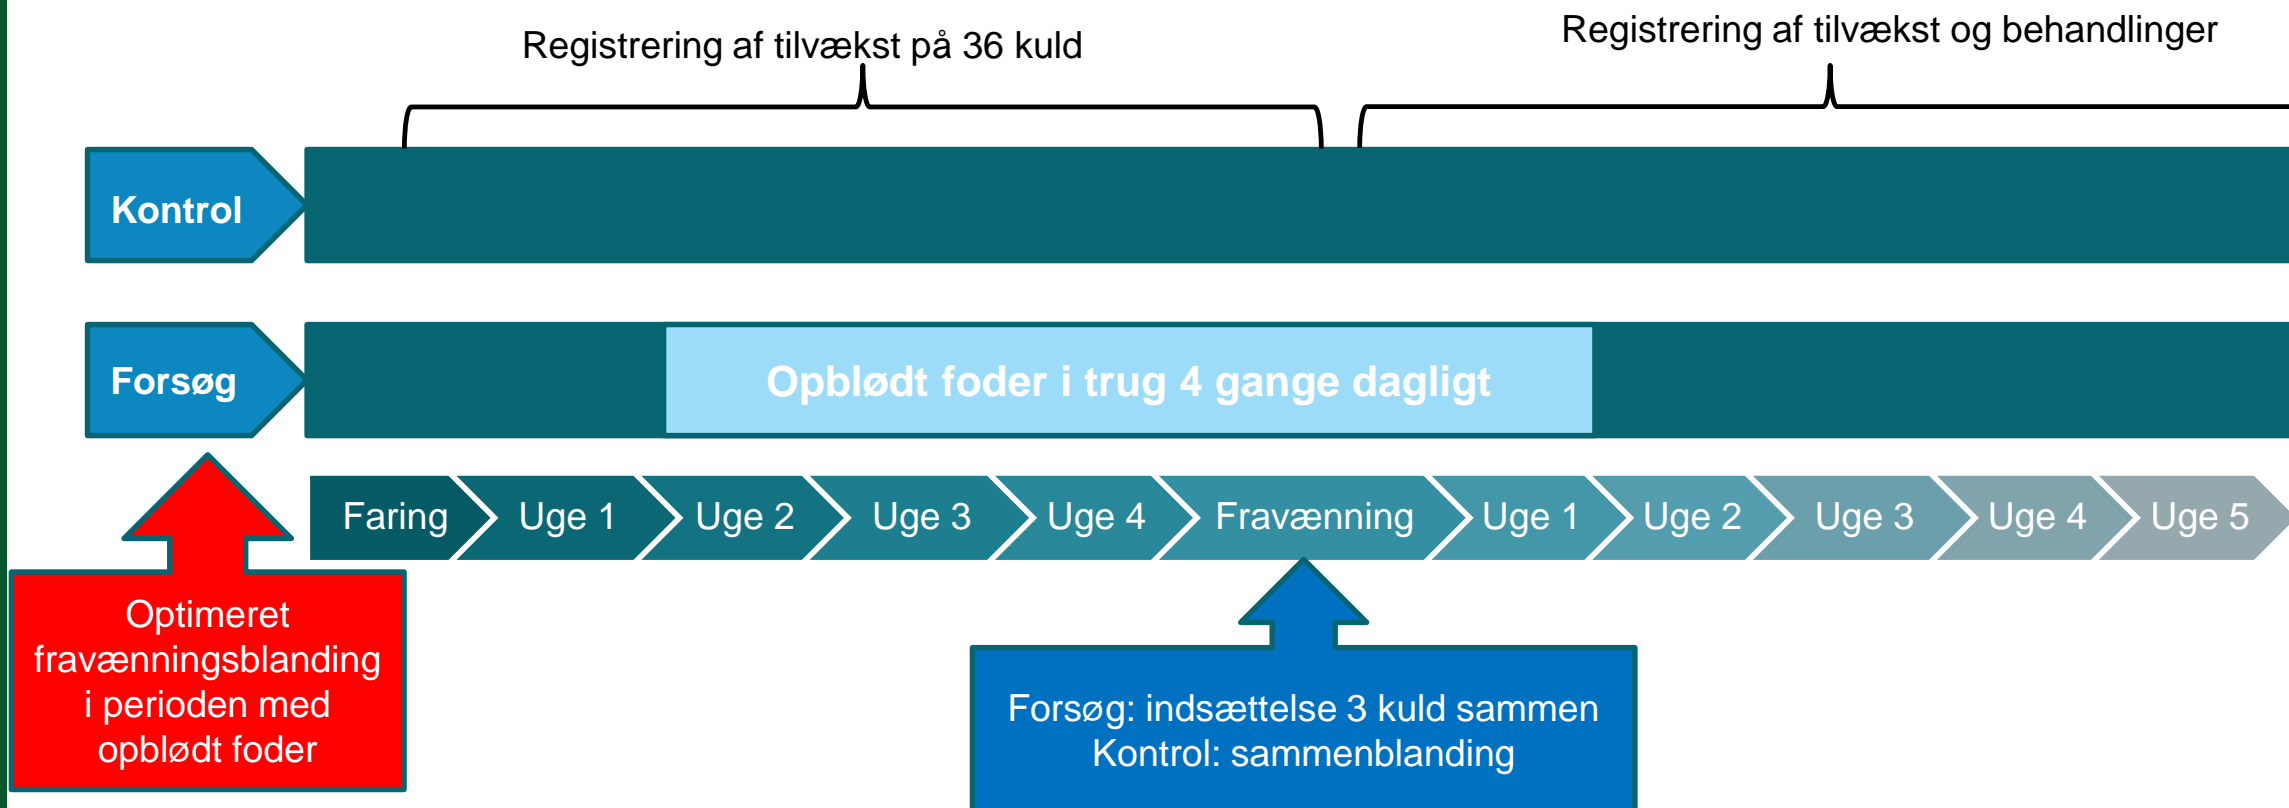 Registrering af tilvækst på 36 kuld
Registrering af tilvækst og behandlinger
Kontrol
Forsøg
Opblødt foder i trug 4 gange dagligt
Faring
Uge 1
Uge 2
Uge 3
Uge 4
Fravænning
Uge 1
Uge 2
Uge 3
Uge 4
Uge 5
Optimeret
fravænningsblanding
i perioden med
opblødt foder
Forsøg: indsættelse 3 kuld sammen
Kontrol: sammenblanding